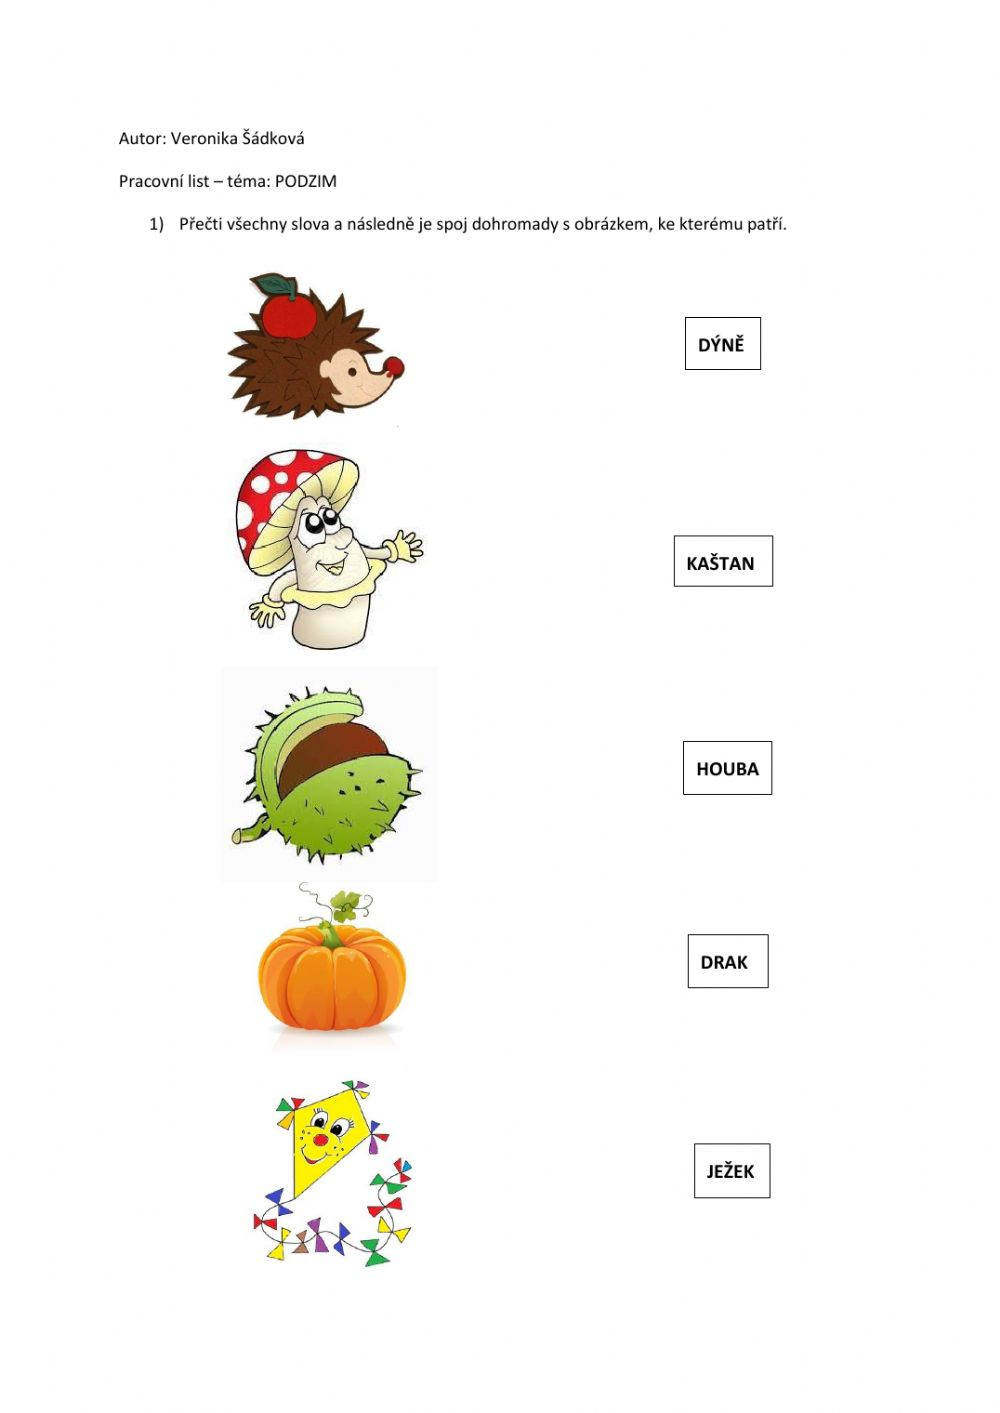 Autor: Veronika Šádková
Pracovní list – téma: PODZIM
1) Přečti všechny slova a následně je spoj dohromady s obrázkem, ke kterému patří.
DÝNĚ
KAŠTAN
HOUBA
DRAK
JEŽEK